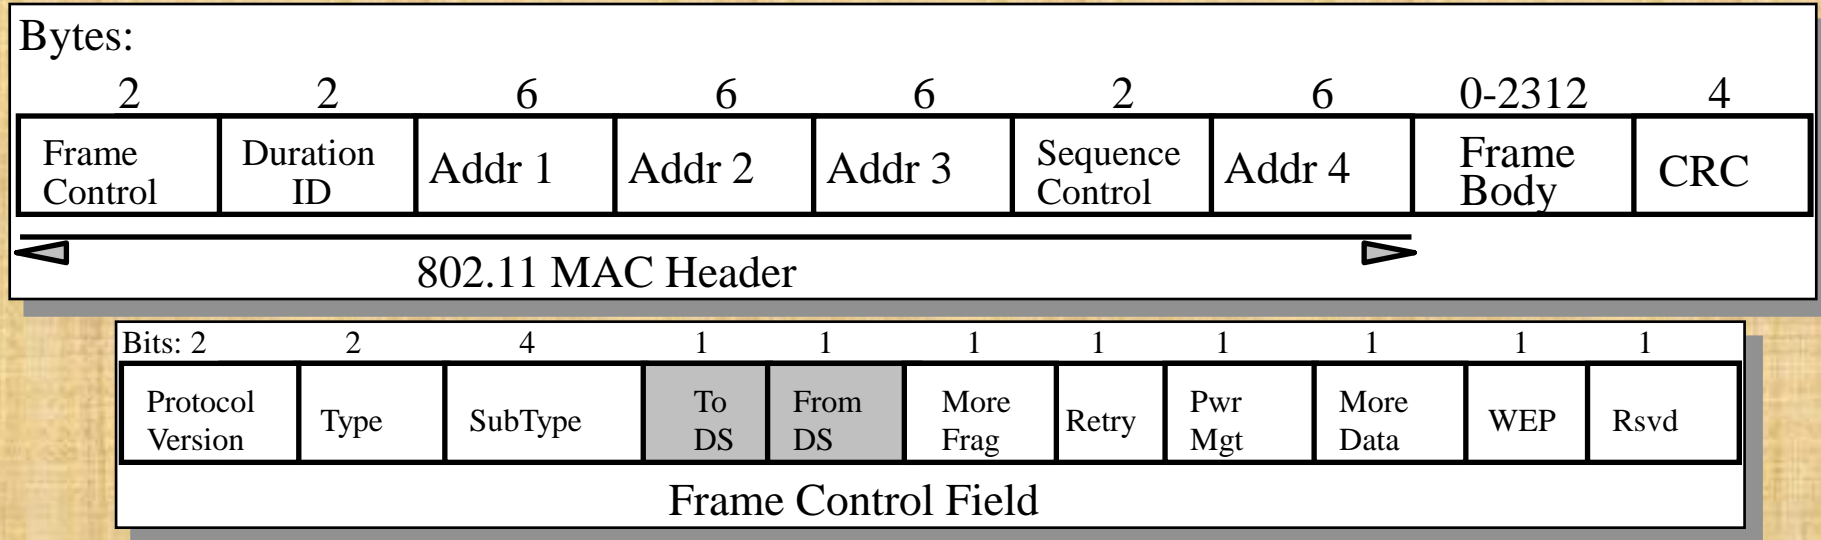 Bytes:
2 2 6 6 6 2 6 0-2312 4
Frame Control
Duration ID
Addr 1
Addr 2
Addr 3
Sequence Control
Addr 4
Frame Body
CRC
802.11 MAC Header
Bits: 2 2 4 1 1 1 1 1 1 1 1
Protocol Version
Type
SubType
To DS
From DS
More Frag
Retry
Pwr Mgt
More Data
WEP
Rsvd
Frame Control Field